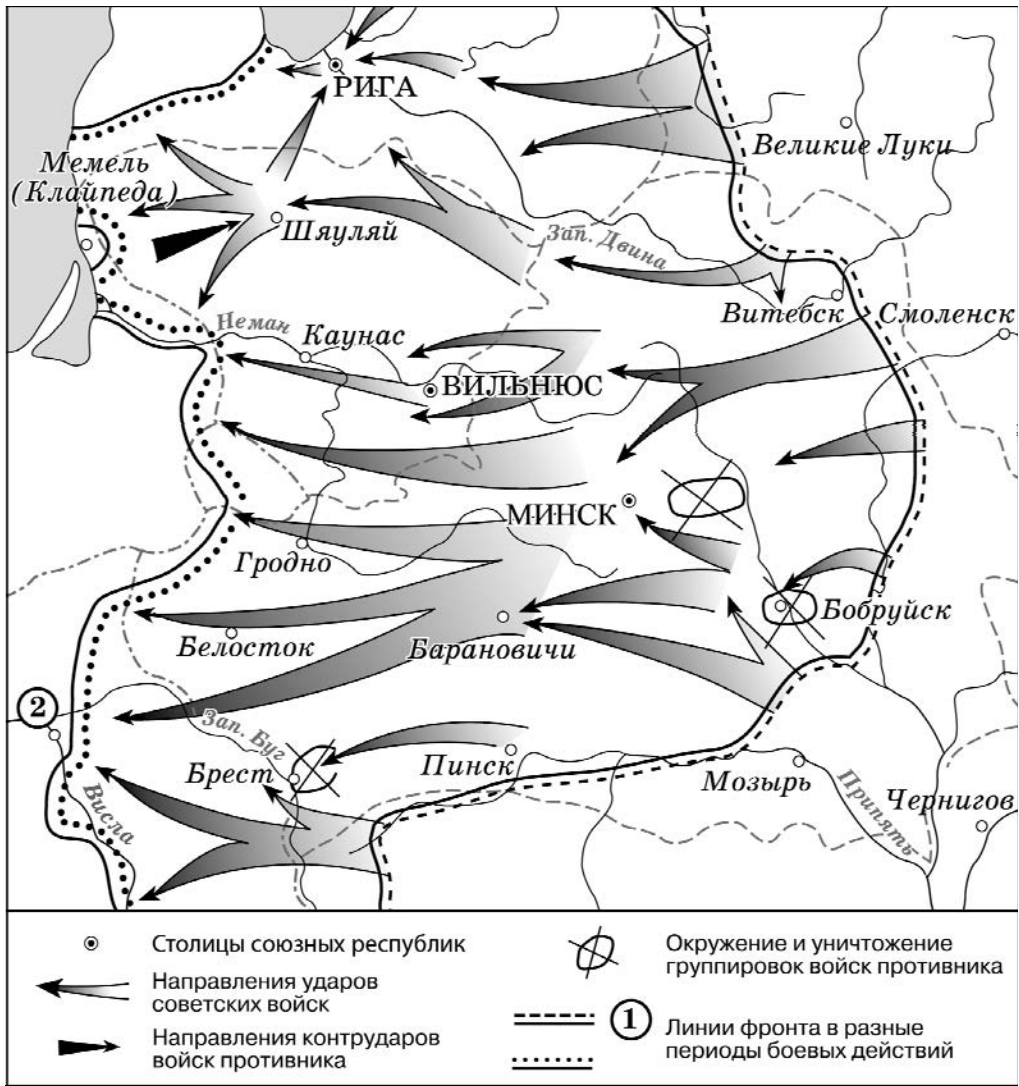 РИГА
Великие Луки
Мемель
(Клайпеда)
Шяуляй
Зап. Двина
Витебск
Смоленск
Неман
Каунас
ВИЛЬНЮС
МИНСК
Гродно
Бобруйск
Белосток
Барановичи
2
Зап. Буг
Брест
Пинск
Мозырь
Висла
Припять
Чернигов
Столицы союзных республик
Направления ударов
советских войск
Направления контрударов
войск противника
Окружение и уничтожение
группировок войск противника
1
Линии фронта в разные
периоды боевых действий